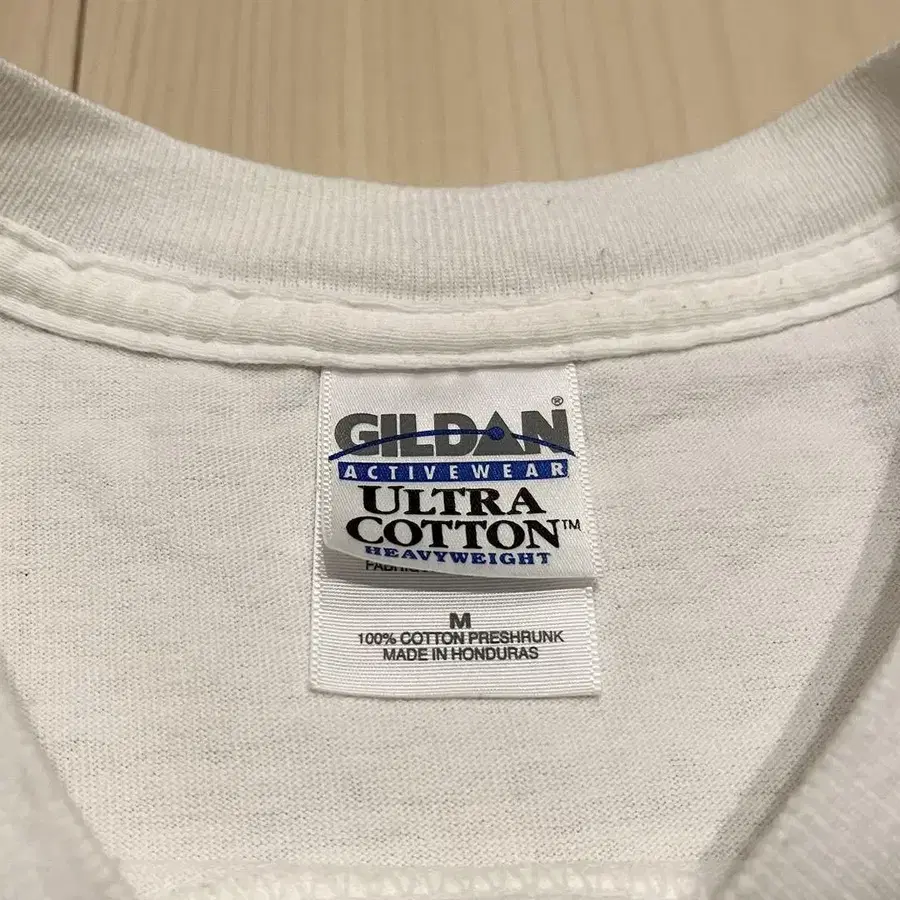 GILDAN®
ACTIVEWEAR
ULTRA
COTTON™
HEAVYWEIGHT
M
100% COTTON PRESHRUNK
MADE IN HONDURAS